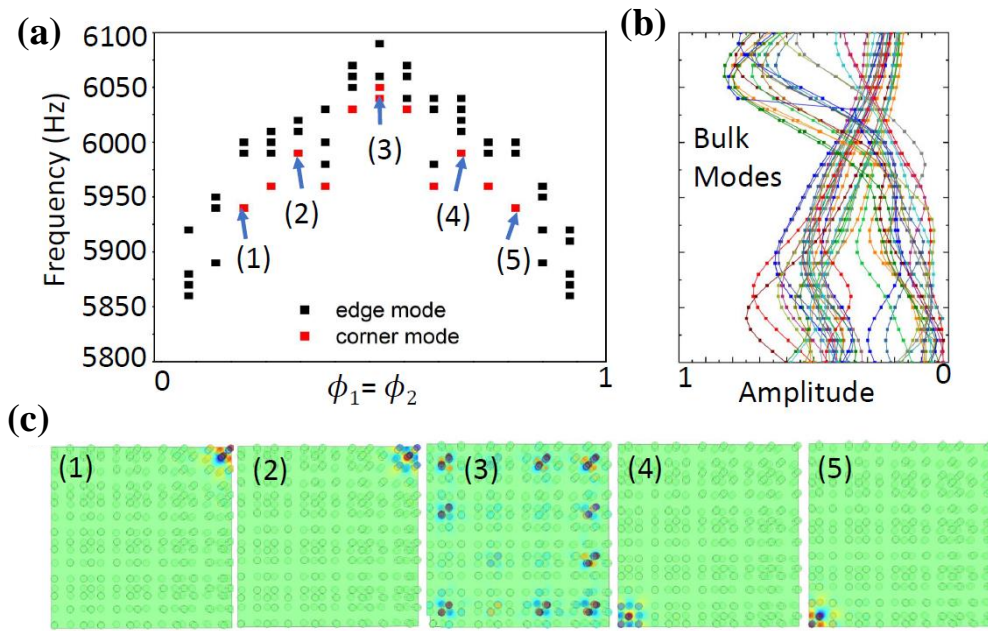 (a)
6100
6050
6000
5950
5900
5850
5800
Frequency (Hz)
(1)
(2)
(3)
(4)
(5)
edge mode
corner mode
0
1
ϕ1= ϕ2
(b)
Bulk
Modes
1
0
Amplitude
(c)
(1)
(2)
(3)
(4)
(5)